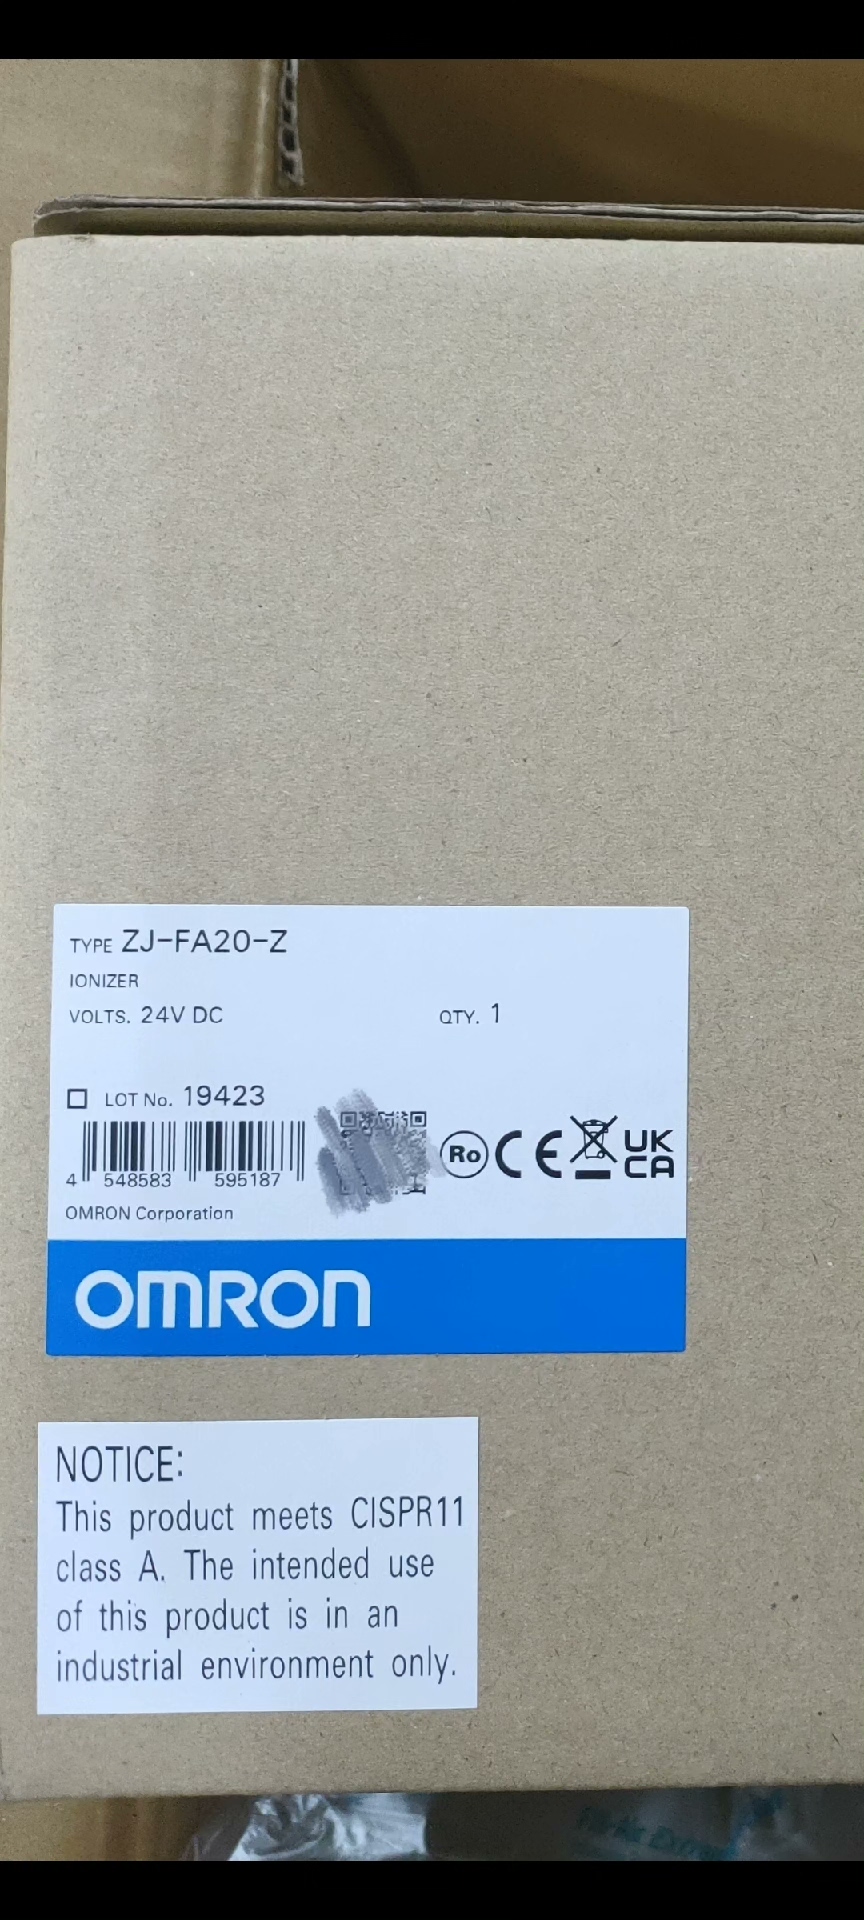 TYPE ZJ-FA20-Z
IONIZER
VOLTS. 24V DC QTY. 1
LOT No. 19423
4 548583 595187
Ro CE UK CA
OMRON Corporation
OMRON
NOTICE:
This product meets CISPR11
class A. The intended use
of this product is in an
industrial environment only.